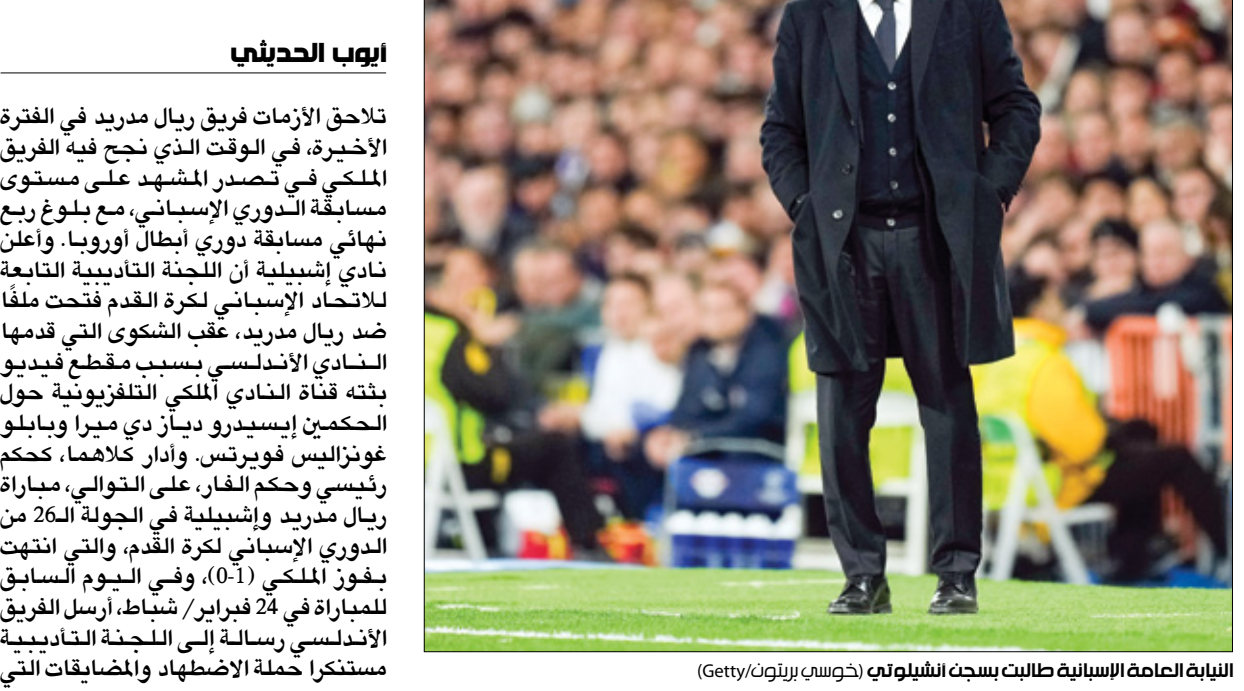 أيوب الحديثي
تلاحق الأزمات فريق ريال مدريد في الفترة
الأخيرة، في الوقت الذي نجح فيه الفريق
الملكي في تصدر المشهد على مستوى
مسابقة الدوري الإسباني، مع بلوغ ربع
نهائي مسابقة دوري أبطال أوروبا. وأعلن
نادي إشبيلية أن اللجنة التأديبية التابعة
للاتحاد الإسباني لكرة القدم فتحت ملفًا
ضد ريال مدريد، عقب الشكوى التي قدمها
النادي الأندلسي بسبب مقطع فيديو
بثته قناة النادي الملكي التلفزيونية حول
الحكمين إيسيدرو دياز دي ميرا وبابلو
غونزاليس فويرتس. وأدار كلاهما، كحكم
رئيسي وحكم الفار، على التوالي، مباراة
ريال مدريد وإشبيلية في الجولة الـ26 من
الدوري الإسباني لكرة القدم، والتي انتهت
بفوز الملكي (1-0)، وفي اليوم السابق
للمباراة في 24 فبراير/ شباط، أرسل الفريق
الأندلسي رسالة إلى اللجنة التأديبية
مستنكرا حملة الاضطهاد والمضايقات التي
النيابة العامة الإسبانية طالبت بسجن أنشيلوتي (خوسي بريتون/Getty)